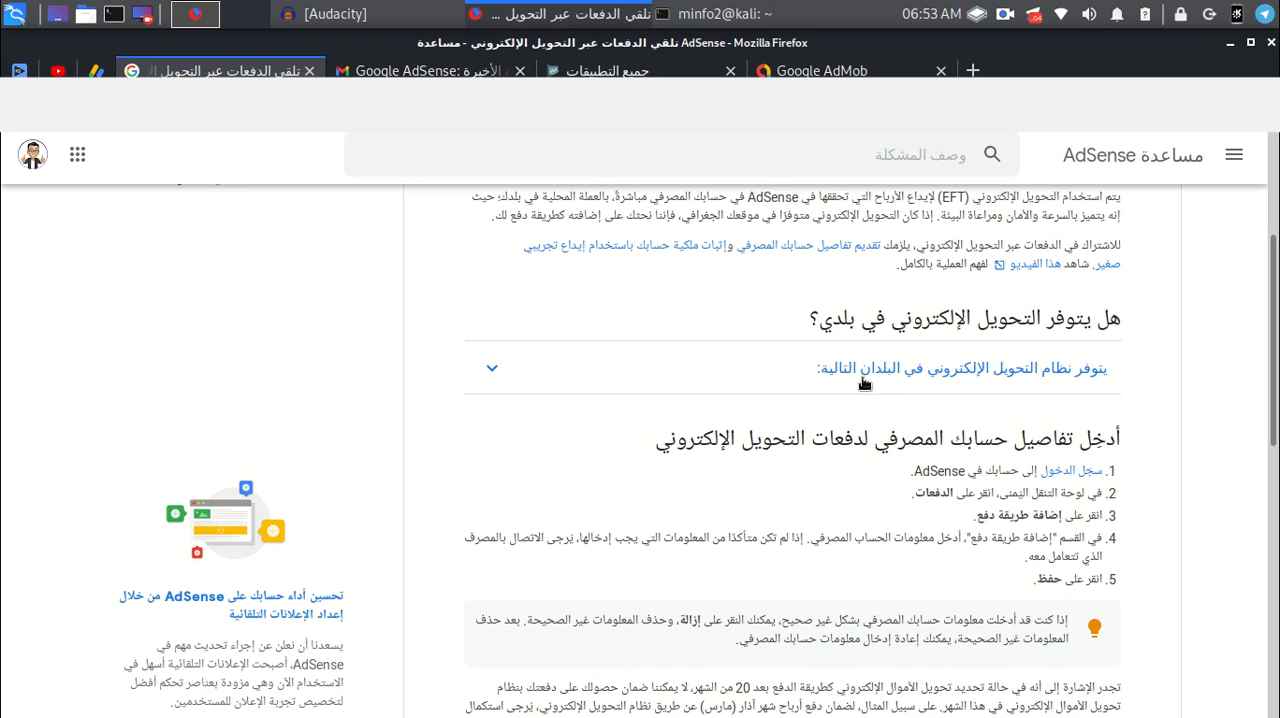 [Audacity]
تلقي الدفعات عبر التحويل ...
minfo2@kali: ~
06:53 AM
تلقي الدفعات عبر التحويل الإلكتروني - مساعدة AdSense - Mozilla Firefox
تلقي الدفعات عبر التحويل
Google AdSense:
جميع التطبيقات
Google AdMob
مساعدة AdSense
وصف المشكلة
يتم استخدام التحويل الإلكتروني (EFT) لإيداع الأرباح التي تحققها في AdSense في حسابك المصرفي مباشرةً، بالعملة المحلية في بلدك؛ حيث
إنه يتميز بالسرعة والأمان ومراعاة البيئة. إذا كان التحويل الإلكتروني متوفرًا في موقعك الجغرافي، فإننا نحثك على إضافته كطريقة دفع لك.
للاشتراك في الدفعات عبر التحويل الإلكتروني، يلزمك تقديم تفاصيل حسابك المصرفي وإثبات ملكية حسابك باستخدام إيداع تجريبي
صغير. شاهد هذا الفيديو لفهم العملية بالكامل.
هل يتوفر التحويل الإلكتروني في بلدي؟
يتوفر نظام التحويل الإلكتروني في البلدان التالية:
أدخِل تفاصيل حسابك المصرفي لدفعات التحويل الإلكتروني
1. سجّل الدخول إلى حسابك في AdSense.
2. في لوحة التنقل اليمنى، انقر على الدفعات.
3. انقر على إضافة طريقة دفع.
4. في القسم "إضافة طريقة دفع"، أدخل معلومات الحساب المصرفي. إذا لم تكن متأكدًا من المعلومات التي يجب إدخالها، يُرجى الاتصال بالمصرف
الذي تتعامل معه.
5. انقر على حفظ.
إذا كنت قد أدخلت معلومات حسابك المصرفي بشكل غير صحيح، يمكنك النقر على إزالة، وحذف المعلومات غير الصحيحة. بعد حذف
المعلومات غير الصحيحة، يمكنك إعادة إدخال معلومات حسابك المصرفي.
تجدر الإشارة إلى أنه في حالة تحديد تحويل الأموال الإلكتروني كطريقة الدفع بعد 20 من الشهر، لا يمكننا ضمان حصولك على دفعتك بنظام
تحويل الأموال الإلكتروني في هذا الشهر. على سبيل المثال، لضمان دفع أرباح شهر آذار (مارس) عن طريق نظام التحويل الإلكتروني، يُرجى استكمال
تحسين أداء حسابك على AdSense من خلال
إعداد الإعلانات التلقائية
يسعدنا أن نعلن عن إجراء تحديث مهم في
AdSense، أصبحت الإعلانات التلقائية أسهل في
الاستخدام الآن وهي مزودة بعناصر تحكم أفضل
لتخصيص تجربة الإعلان للمستخدمين.